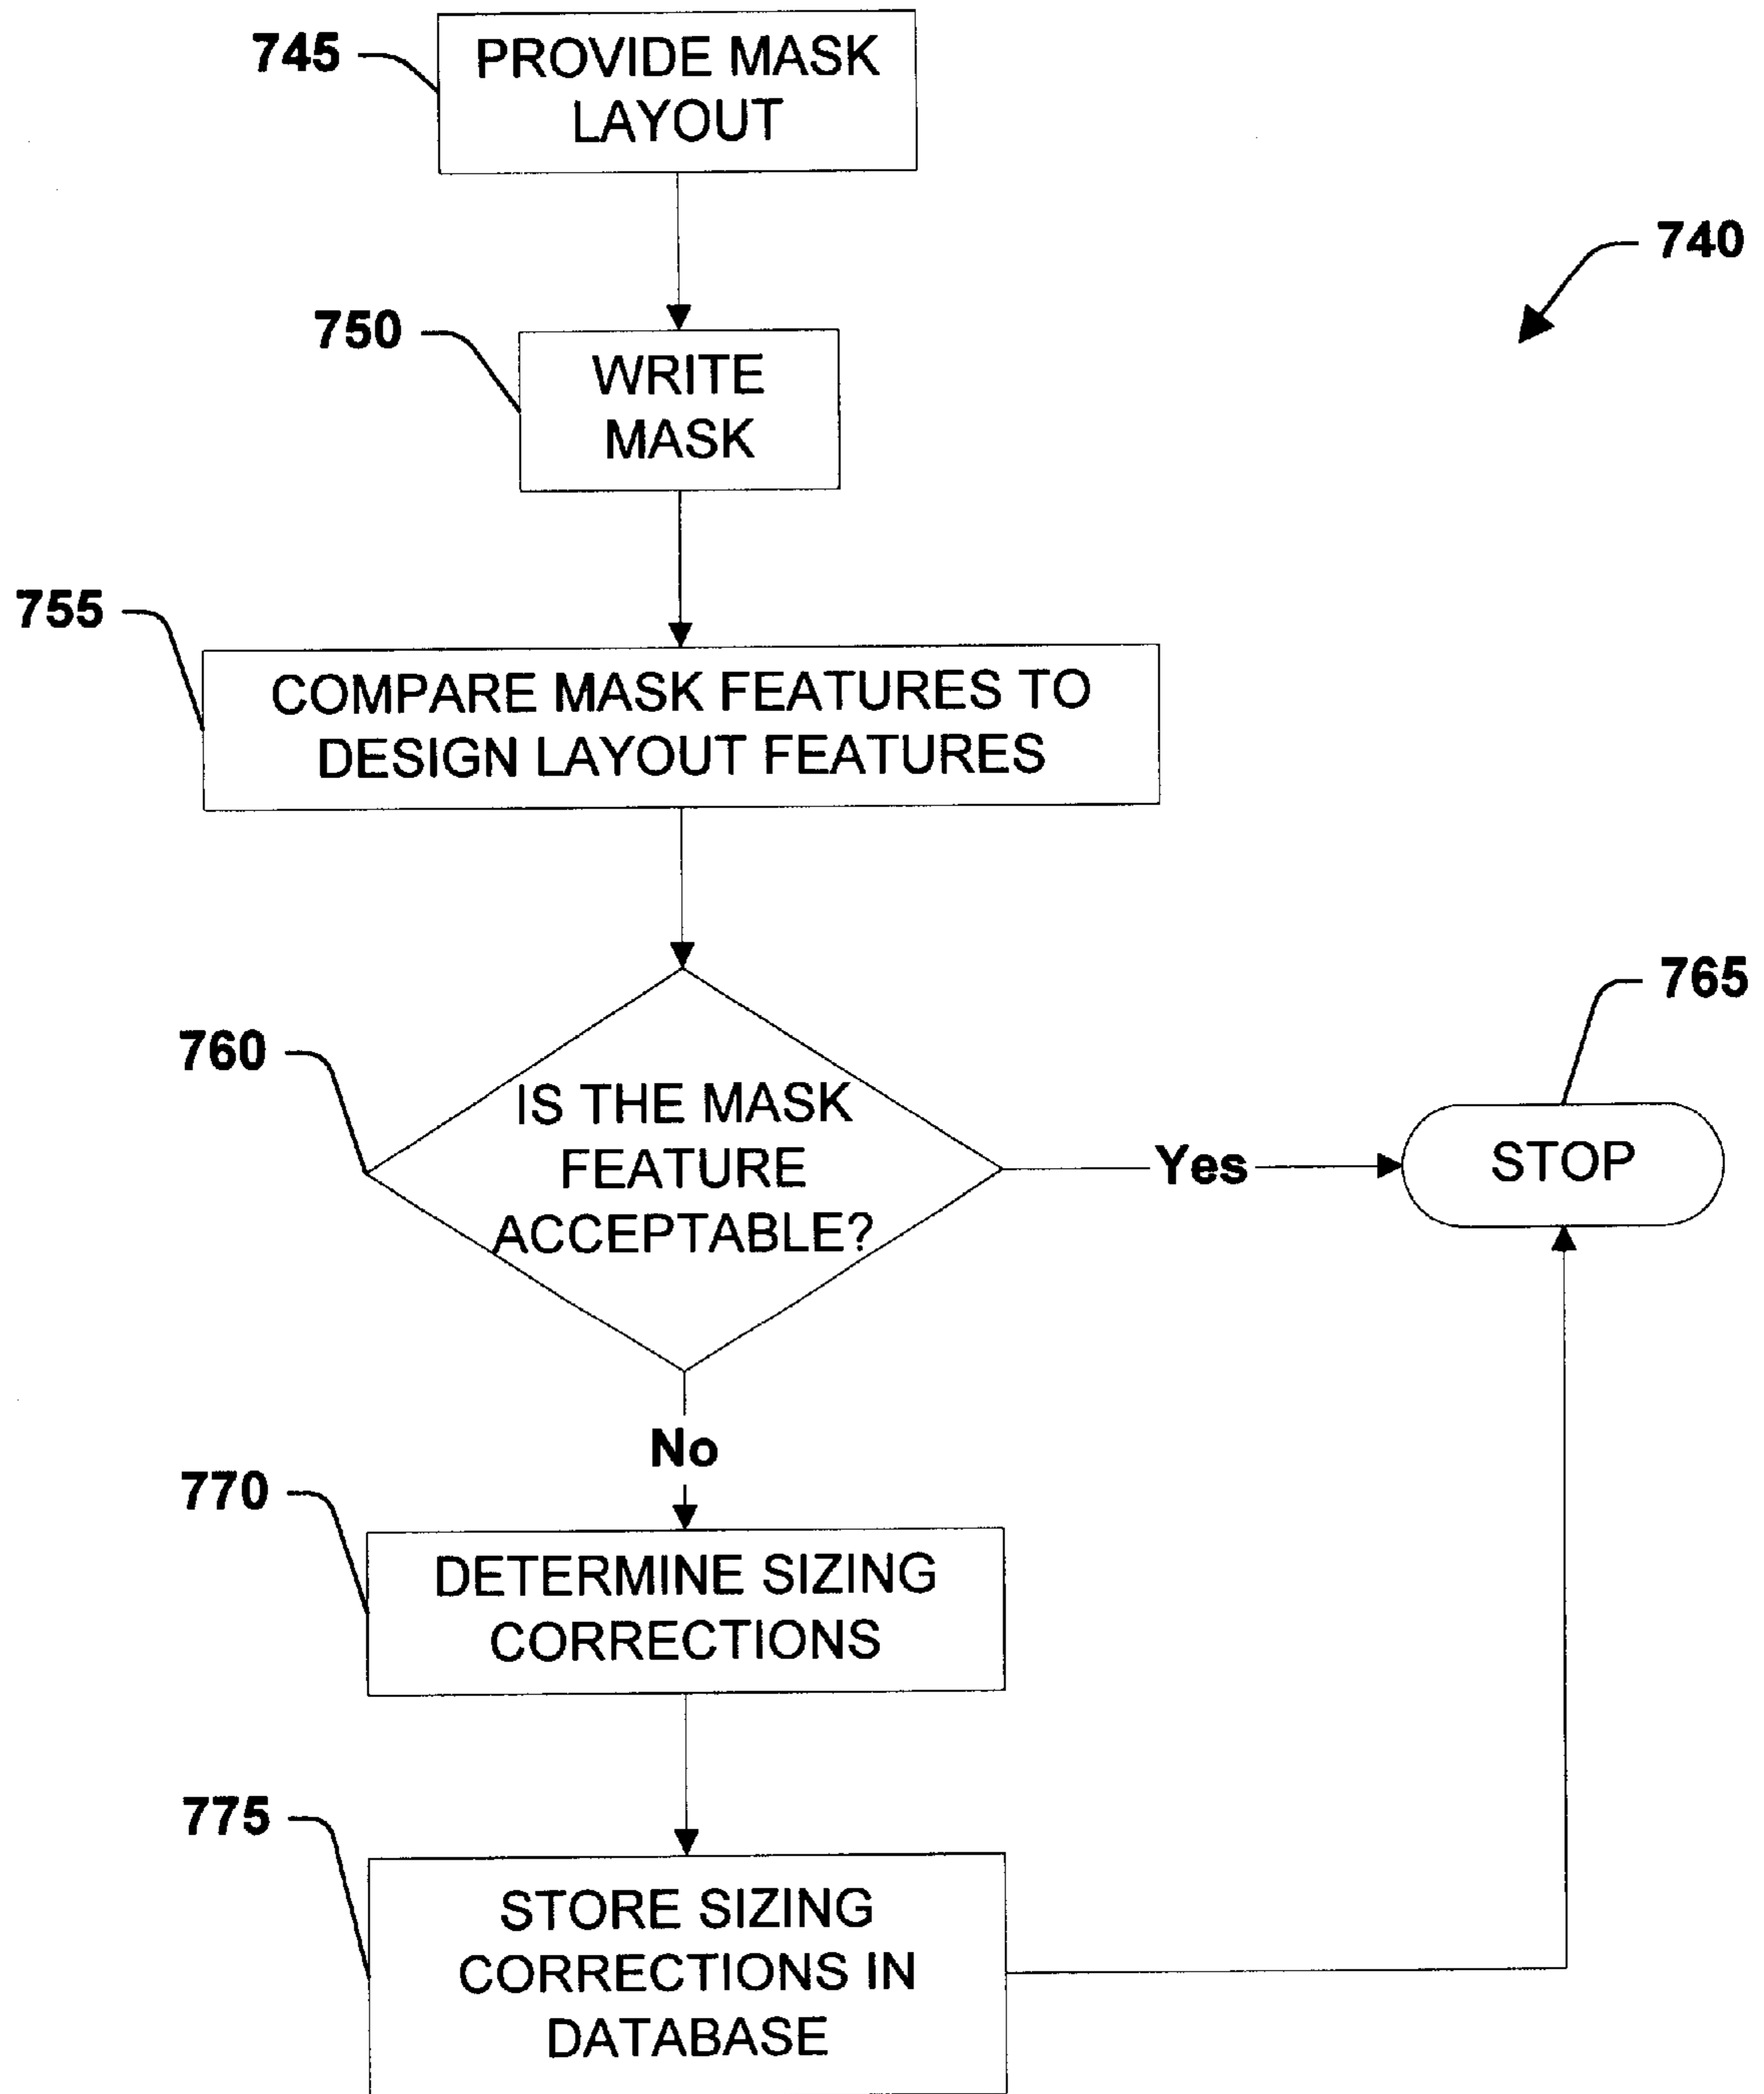 745
PROVIDE MASK
LAYOUT
740
750
WRITE
MASK
755
COMPARE MASK FEATURES TO
DESIGN LAYOUT FEATURES
765
760
IS THE MASK
FEATURE
ACCEPTABLE?
Yes
STOP
No
770
DETERMINE SIZING
CORRECTIONS
775
STORE SIZING
CORRECTIONS IN
DATABASE